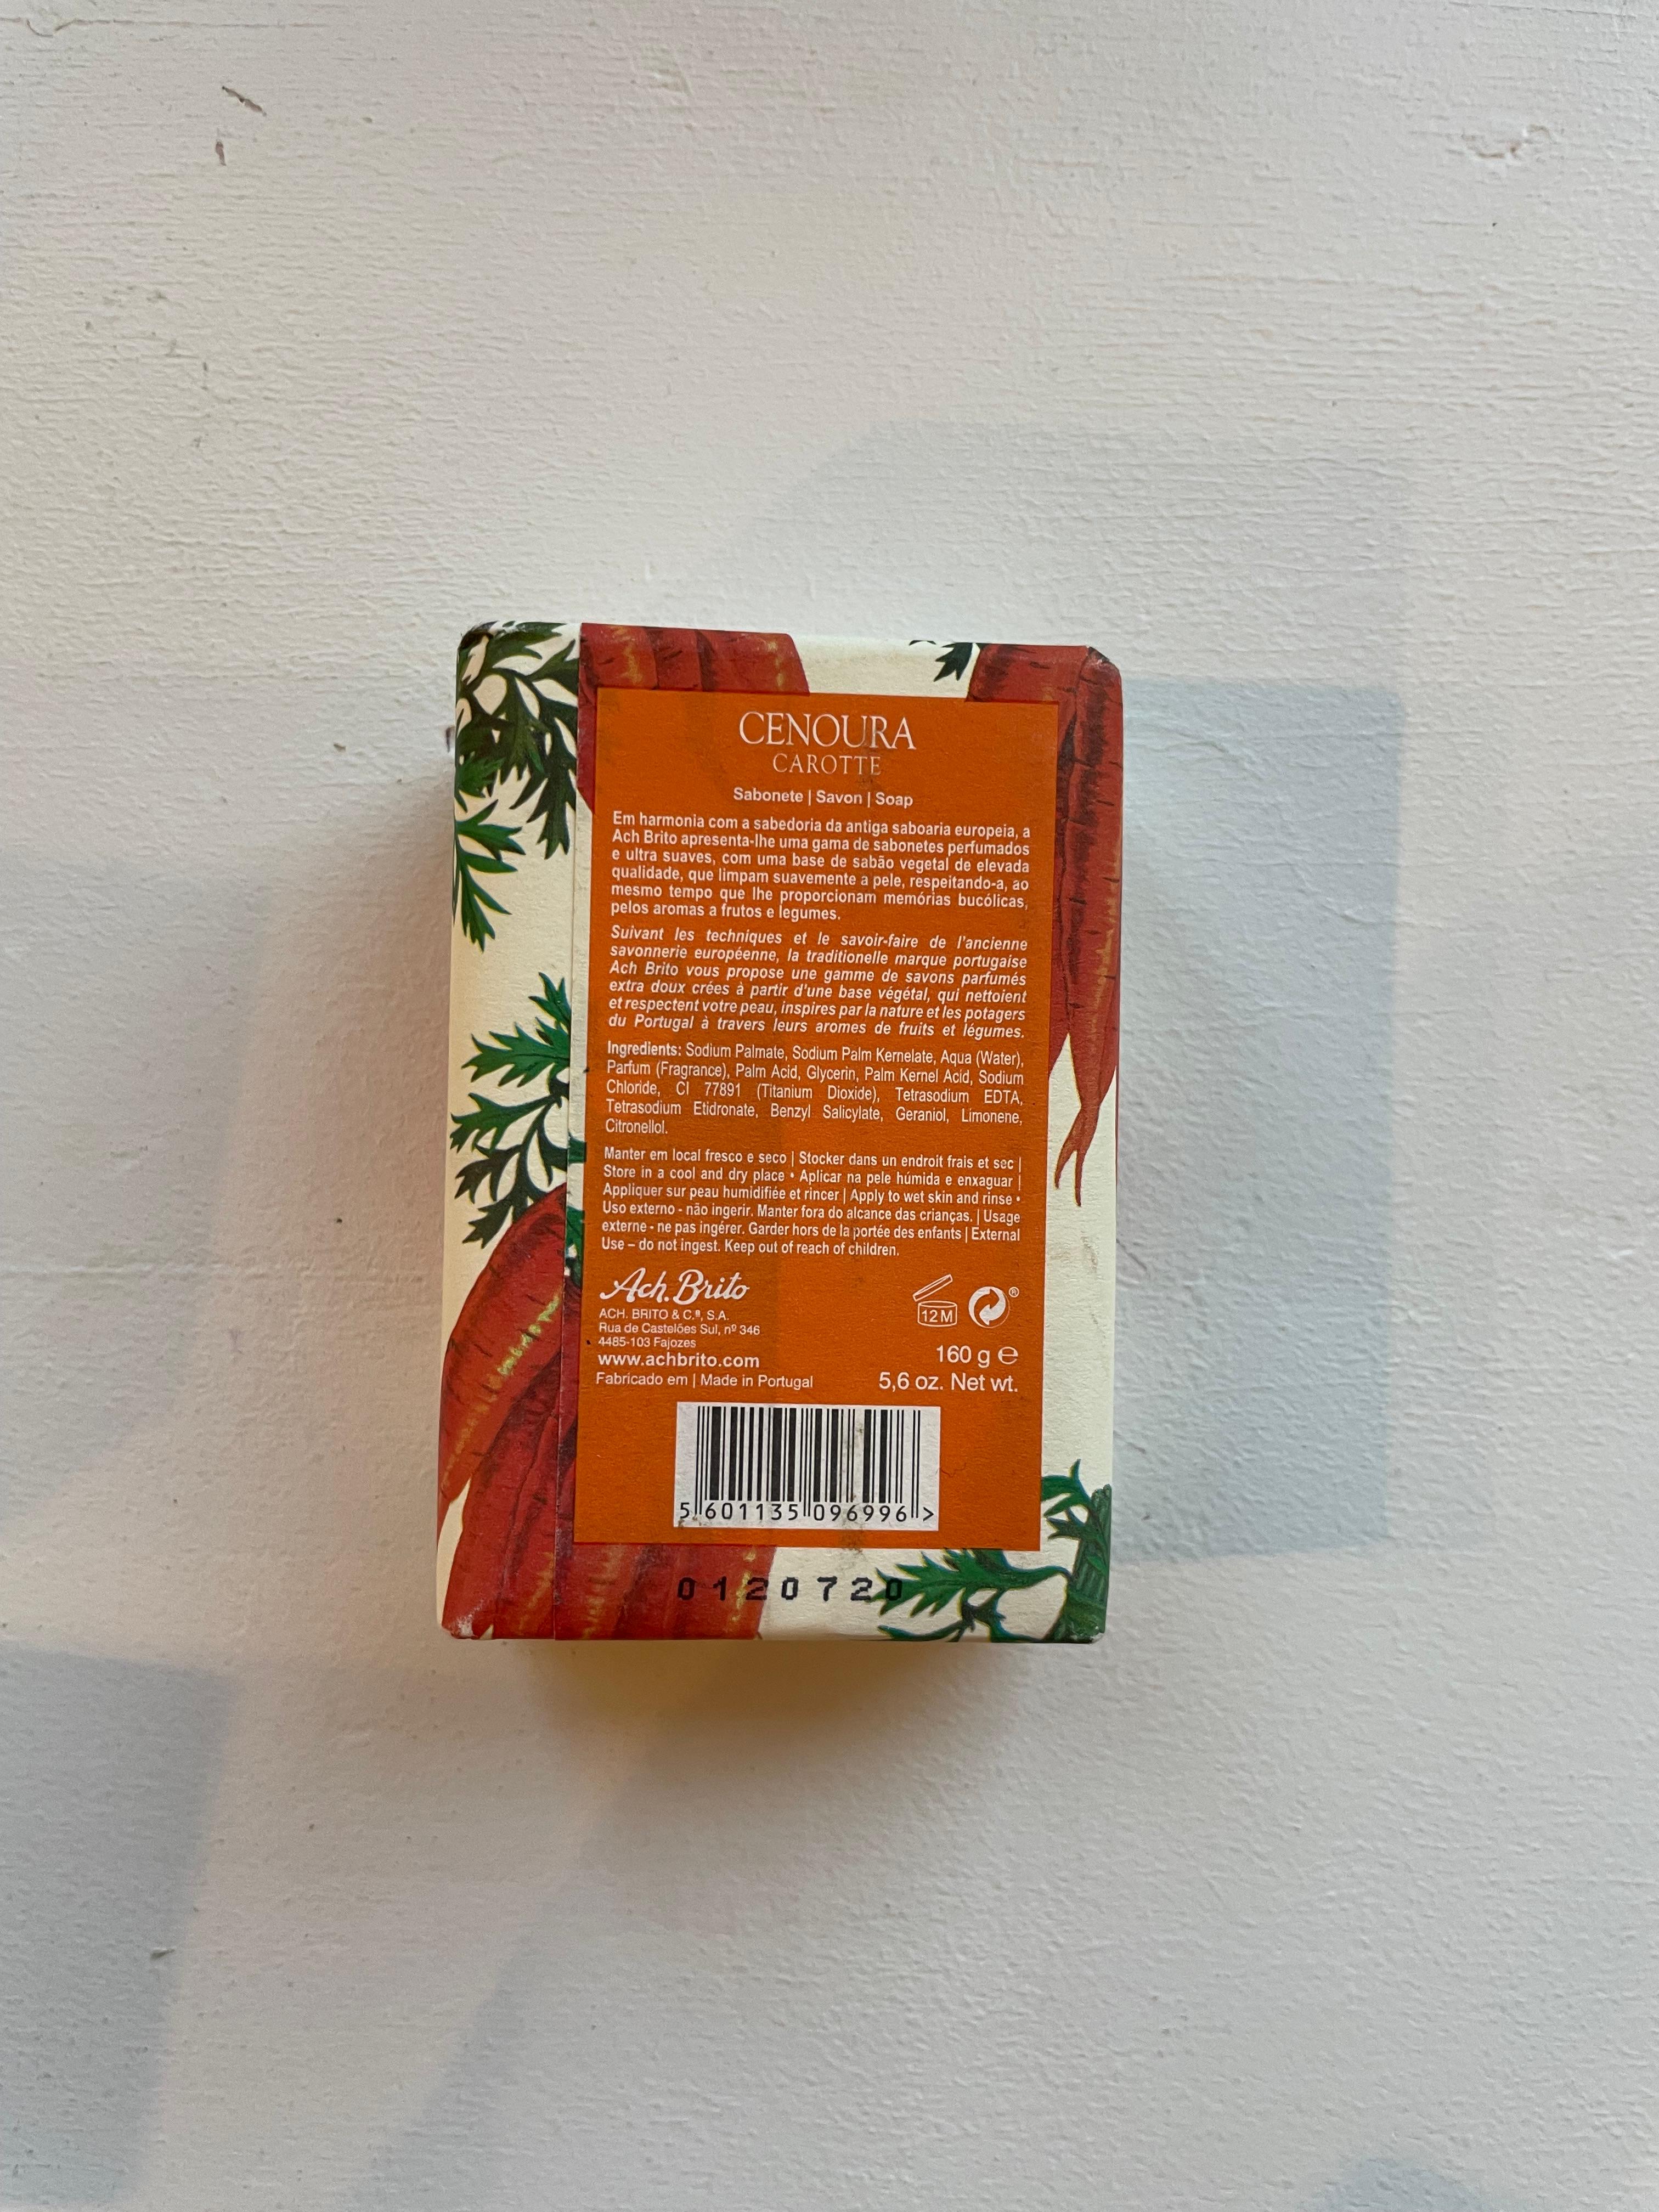 CENOURA
CAROTTE
Sabonete | Savon | Soap
Em harmonia com a sabedoria da antiga saboaria europeia, a
Ach Brito apresenta-lhe uma gama de sabonetes perfumados
e ultra suaves, com uma base de sabão vegetal de elevada
qualidade, que limpam suavemente a pele, respeitando-a, ao
mesmo tempo que lhe proporcionam memórias bucólicas,
pelos aromas a frutos e legumes.
Suivant les techniques et le savoir-faire de l'ancienne
savonnerie européenne, la traditionelle marque portugaise
Ach Brito vous propose une gamme de savons parfumés
extra doux crées à partir d'une base végétal, qui nettoient
et respectent votre peau, inspires par la nature et les potagers
du Portugal à travers leurs aromes de fruits et légumes.
Ingredients: Sodium Palmate, Sodium Palm Kernelate, Aqua (Water),
Parfum (Fragrance), Palm Acid, Glycerin, Palm Kernel Acid, Sodium
Chloride, CI 77891 (Titanium Dioxide), Tetrasodium EDTA,
Tetrasodium Etidronate, Benzyl Salicylate, Geraniol, Limonene,
Citronellol.
Manter em local fresco e seco | Stocker dans un endroit frais et sec |
Store in a cool and dry place • Aplicar na pele húmida e enxaguar |
Appliquer sur peau humidifiée et rincer | Apply to wet skin and rinse •
Uso externo - não ingerir. Manter fora do alcance das crianças. | Usage
externe - ne pas ingérer. Garder hors de la portée des enfants | External
Use – do not ingest. Keep out of reach of children.
Ach. Brito
ACH. BRITO & C.ª, S.A.
Rua de Castelões Sul, nº 346
4485-103 Fajozes
www.achbrito.com
Fabricado em | Made in Portugal
12 M
®
160 g ℮
5,6 oz. Net wt.
5 601135 096996 >
0120720